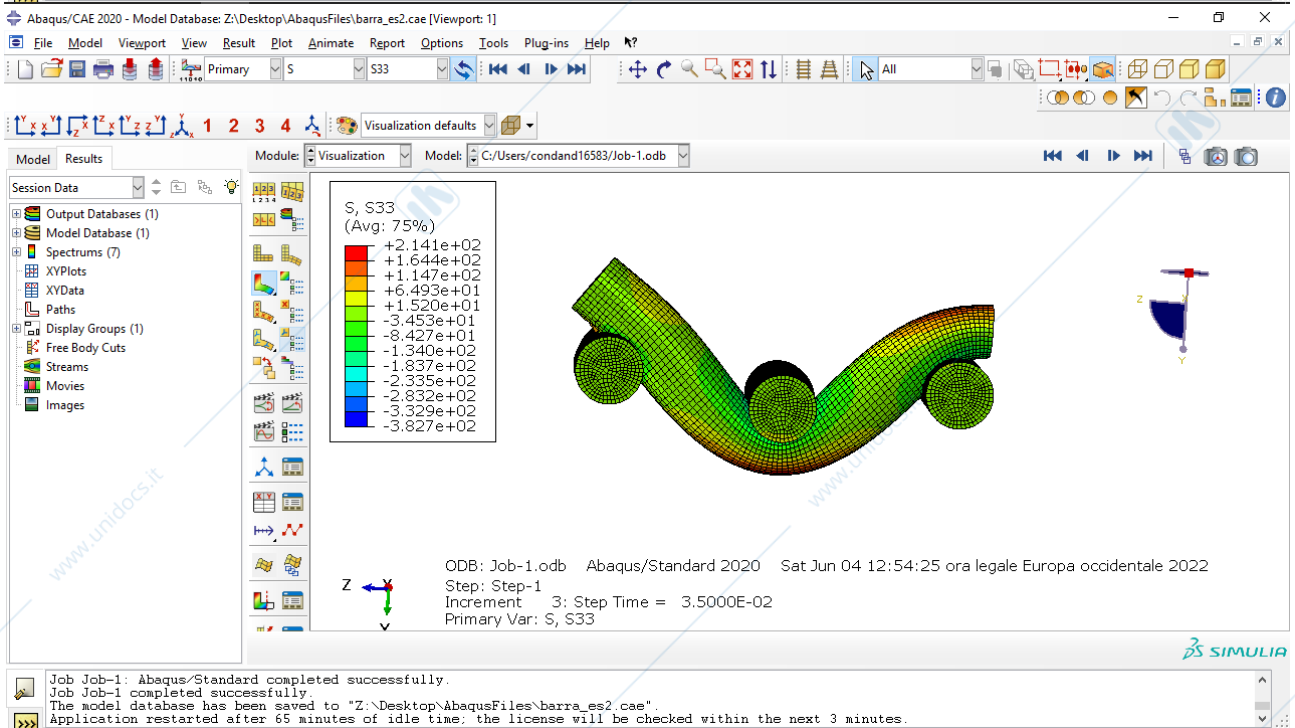 Abaqus/CAE 2020 - Model Database: Z:\Desktop\AbaqusFiles\barra_es2.cae [Viewport: 1]
File Model Viewport View Result Plot Animate Report Options Tools Plug-ins Help
Primary S S33 All
1 2 3 4 Visualization defaults
Model Results
Module: Visualization Model: C:/Users/condand16583/Job-1.odb
Session Data
Output Databases (1)
Model Database (1)
Spectrums (7)
XYPlots
XYData
Paths
Display Groups (1)
Free Body Cuts
Streams
Movies
Images
S, S33
(Avg: 75%)
+2.141e+02
+1.644e+02
+1.147e+02
+6.493e+01
+1.520e+01
-3.453e+01
-8.427e+01
-1.340e+02
-1.837e+02
-2.335e+02
-2.832e+02
-3.329e+02
-3.827e+02
Z
Y
Y
Z
X
Y
ODB: Job-1.odb Abaqus/Standard 2020 Sat Jun 04 12:54:25 ora legale Europa occidentale 2022
Step: Step-1
Increment 3: Step Time = 3.5000E-02
Primary Var: S, S33
SIMULIA
Job Job-1: Abaqus/Standard completed successfully.
Job Job-1 completed successfully.
The model database has been saved to "Z:\Desktop\AbaqusFiles\barra_es2.cae".
Application restarted after 65 minutes of idle time; the license will be checked within the next 3 minutes.
www.unidocs.it